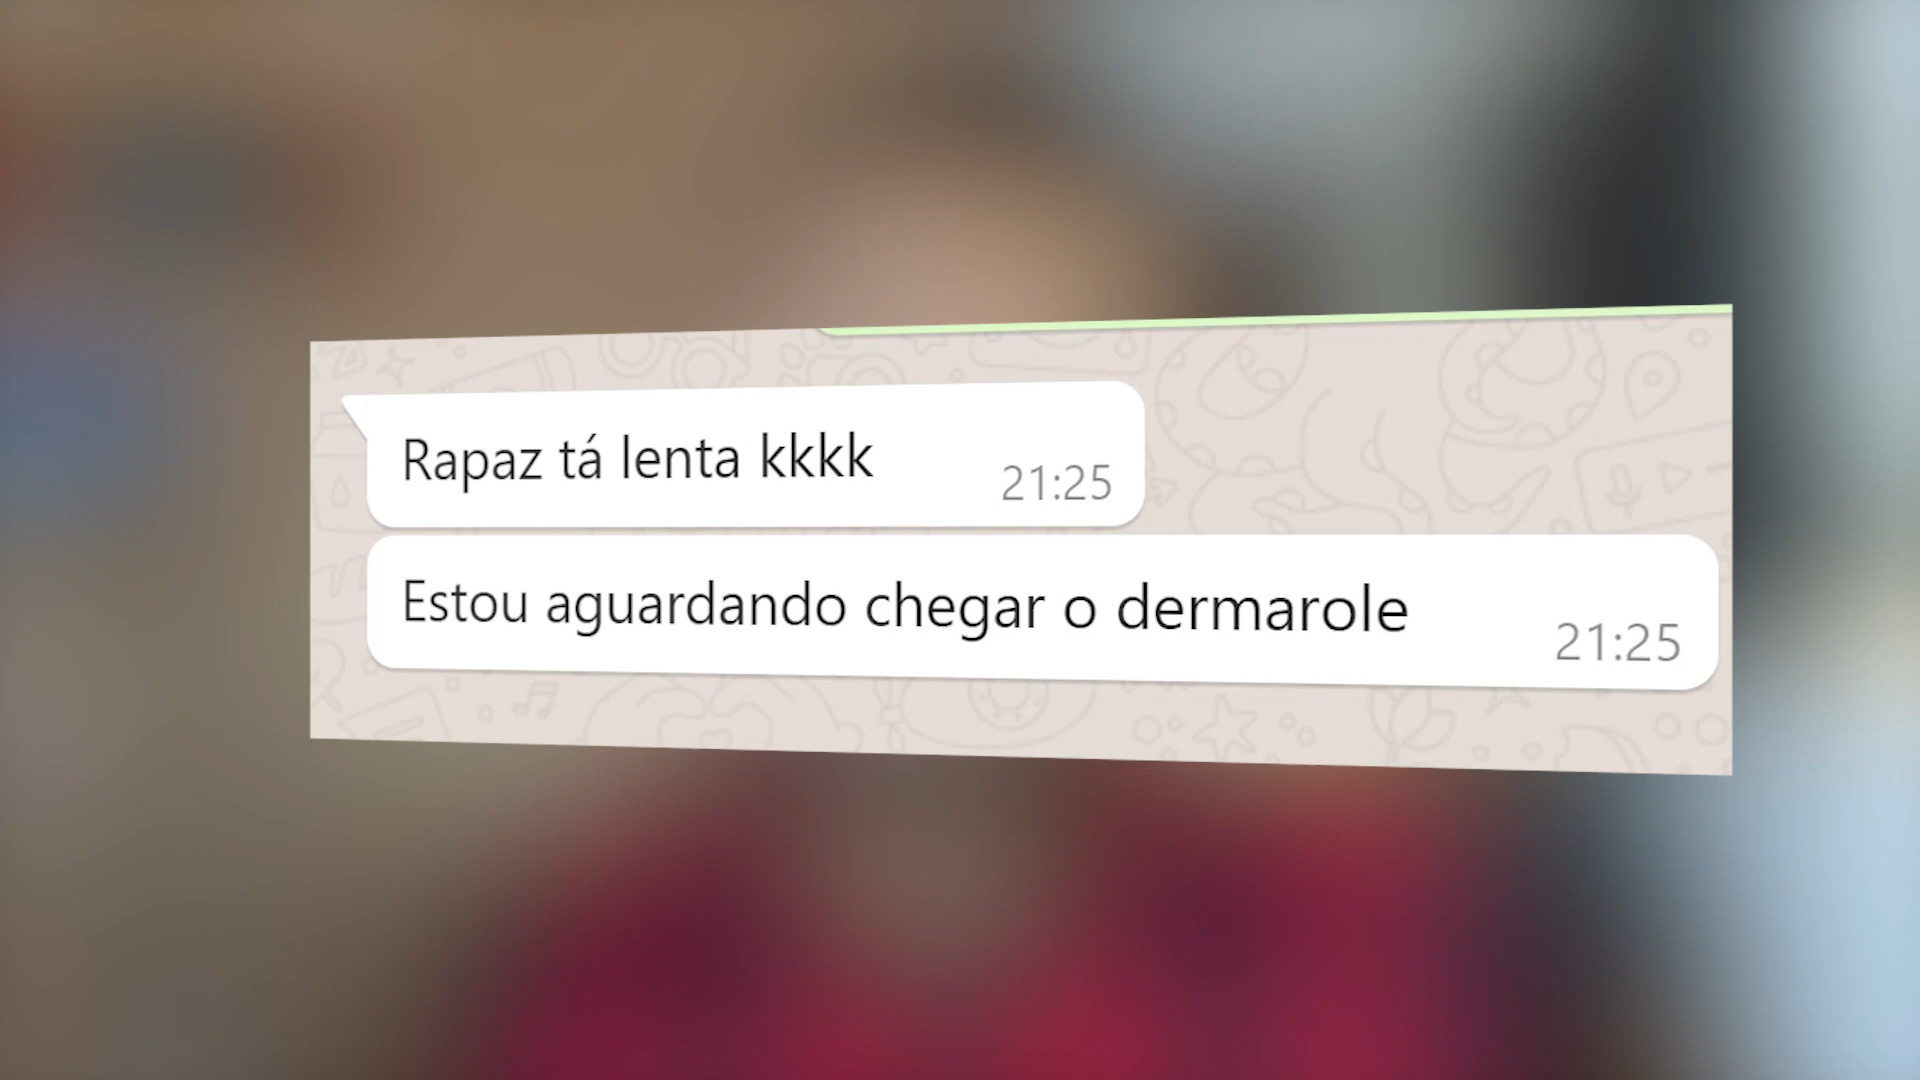 Rapaz tá lenta kkkk
21:25
Estou aguardando chegar o dermarole
21:25